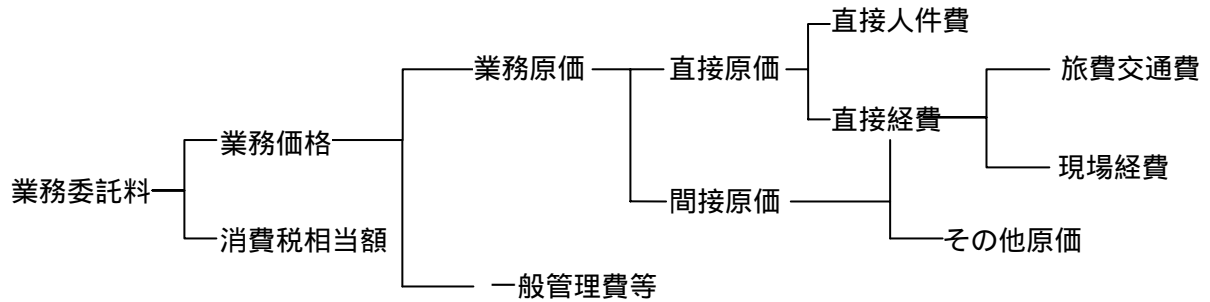 直接人件費
業務原価
直接原価
旅費交通費
直接経費
業務価格
現場経費
業務委託料
間接原価
消費税相当額
その他原価
一般管理費等